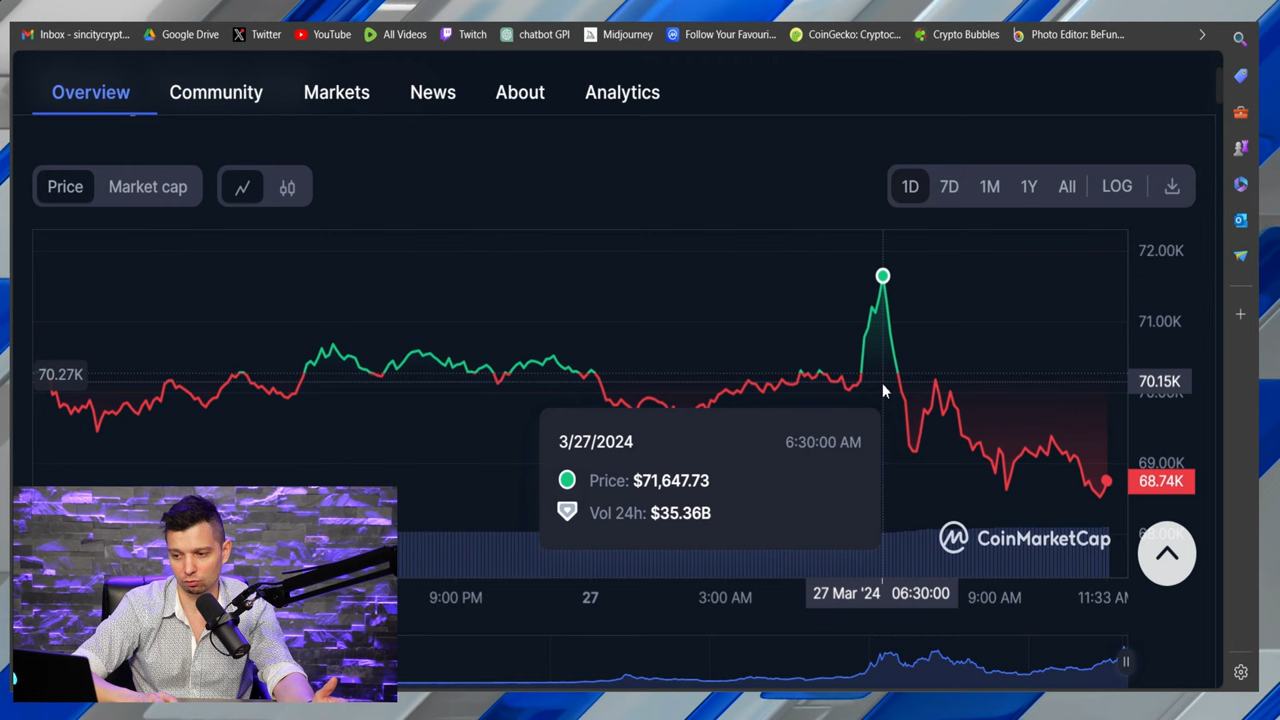 Inbox - sincitycrypt... Google Drive Twitter YouTube All Videos Twitch chatbot GPI Midjourney Follow Your Favouri... CoinGecko: Cryptoc... Crypto Bubbles Photo Editor: BeFun...
Overview Community Markets News About Analytics
Price Market cap 1D 7D 1M 1Y All LOG
72.00K
71.00K
70.27K
70.15K
3/27/2024 6:30:00 AM
69.00K
Price: $71,647.73
68.74K
Vol 24h: $35.36B
CoinMarketCap
9:00 PM 27 3:00 AM 27 Mar '24 06:30:00 9:00 AM 11:33 AM